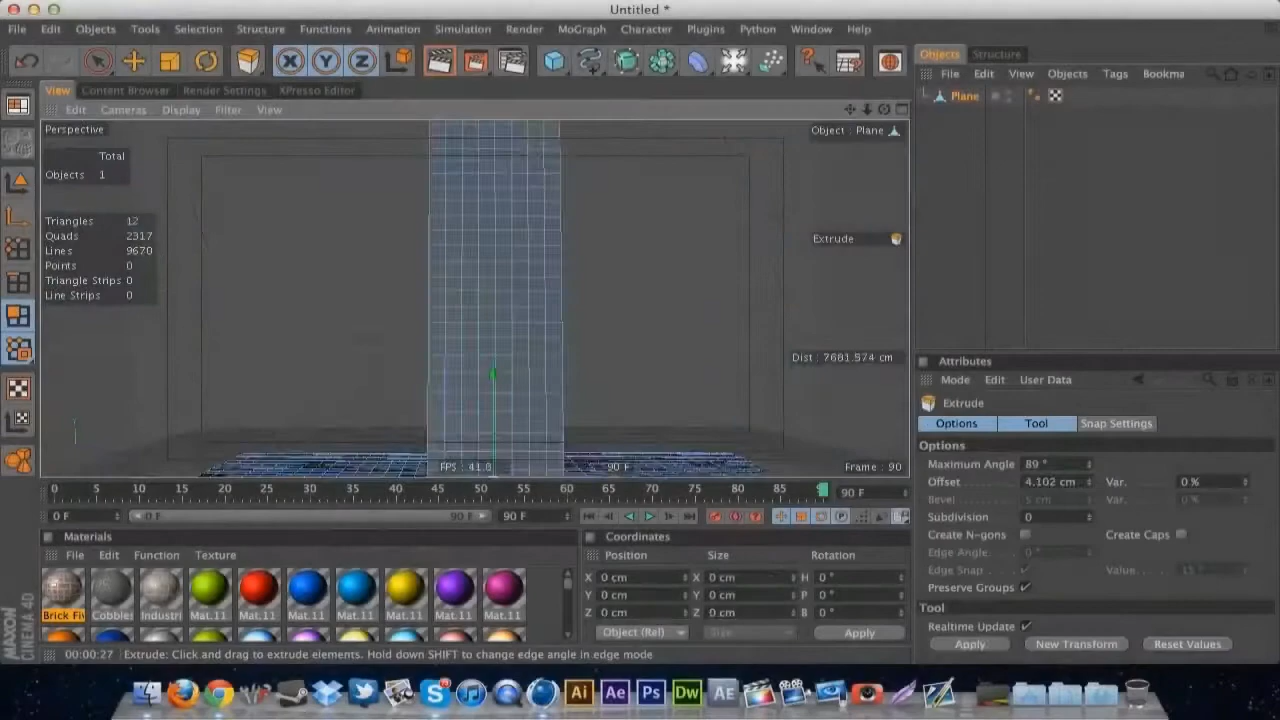 Untitled *
File Edit Objects Tools Selection Structure Functions Animation Render Simulation Render MoGraph Character Plugins Python Window Help
Objects Structure
File Edit View Objects Tags Bookma
Plane
View Content Browser Render Settings XPresso Editor
Edit Cameras Display Filter View
Perspective
Object : Plane
Total
Objects 1
Triangles 12
Quads 2317
Lines 9670
Points 0
Triangle Strips 0
Line Strips 0
Extrude
Dist : 7681.574 cm
FPS : 41.0
90 F
Frame : 90
0 5 10 15 20 25 30 35 40 45 50 55 60 65 70 75 80 85
90 F
0 F
0 F
90 F
90 F
Attributes
Mode Edit User Data
Extrude
Options Tool Snap Settings
Options
Maximum Angle 89 °
Offset 4.102 cm Var. 0 %
Bevel 5 cm Var. 0 %
Subdivision 0
Create N-gons Create Caps
Edge Angle 0 °
Edge Snap Value
Preserve Groups
Tool
Realtime Update
Apply New Transform Reset Values
Materials
File Edit Function Texture
Brick Fi Cobble Industri Mat.11 Mat.11 Mat.11 Mat.11 Mat.11 Mat.11 Mat.11
Coordinates
Position Size Rotation
X 0 cm X 0 cm H 0 °
Y 0 cm Y 0 cm P 0 °
Z 0 cm Z 0 cm B 0 °
Object (Rel) Size Apply
MAXON
CINEMA 4D
00:00:27 Extrude: Click and drag to extrude elements. Hold down SHIFT to change edge angle in edge mode
Ai Ae Ps Dw AE